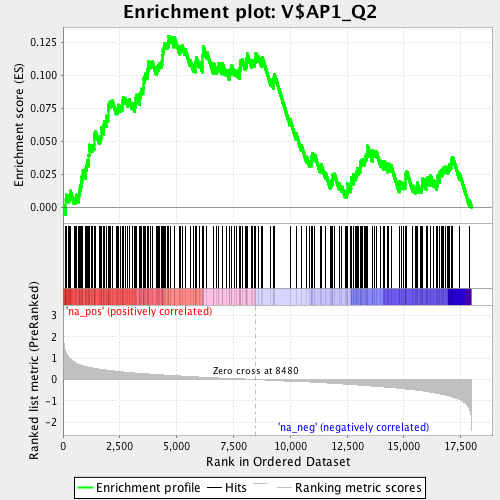 Enrichment plot: V$AP1_Q2
Enrichment score (ES)
0.125
0.100
0.075
0.050
0.025
0.000
Ranked list metric (PreRanked)
'na_pos' (positively correlated)
3
2
1
0
-1
-2
Zero cross at 8480
'na_neg' (negatively correlated)
0
2,500
5,000
7,500
10,000
12,500
15,000
17,500
Rank in Ordered Dataset
Enrichment profile
Hits
Ranking metric scores